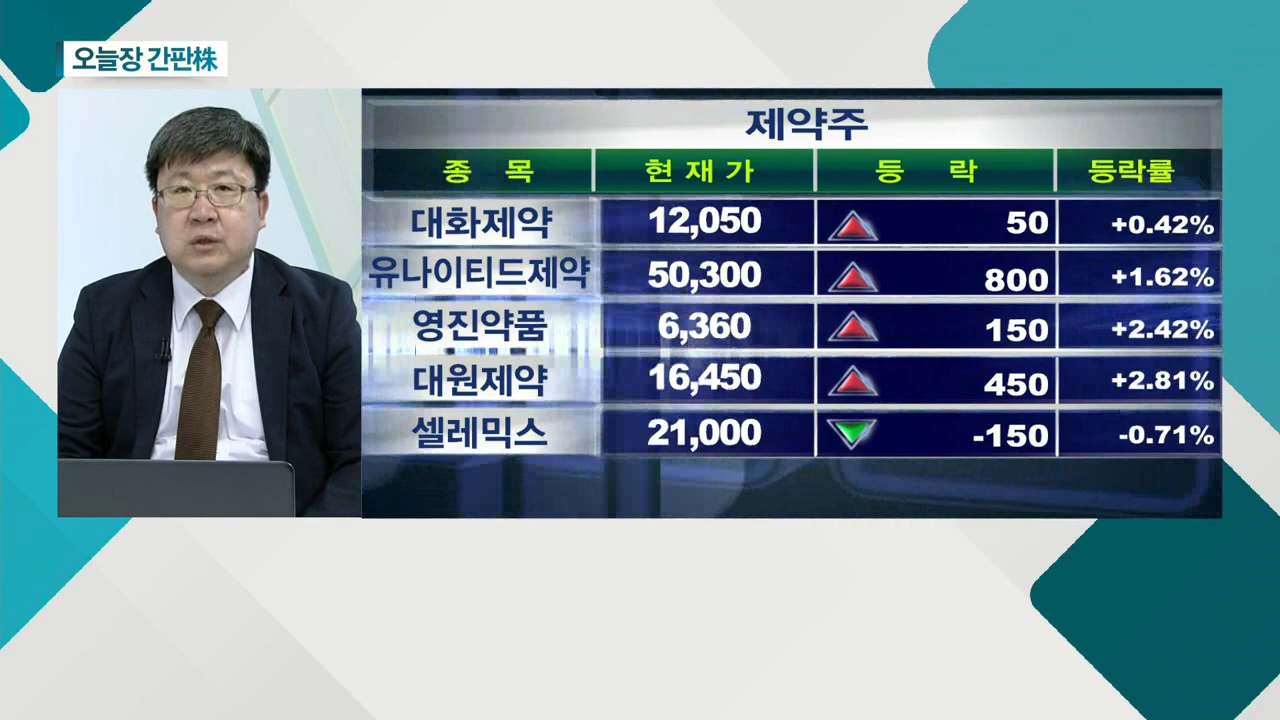 오늘장 간판株
제약주
종 목 현 재 가 등 락 등락률
대화제약 12,050 50 +0.42%
유나이티드제약 50,300 800 +1.62%
영진약품 6,360 150 +2.42%
대원제약 16,450 450 +2.81%
셀레믹스 21,000 -150 -0.71%